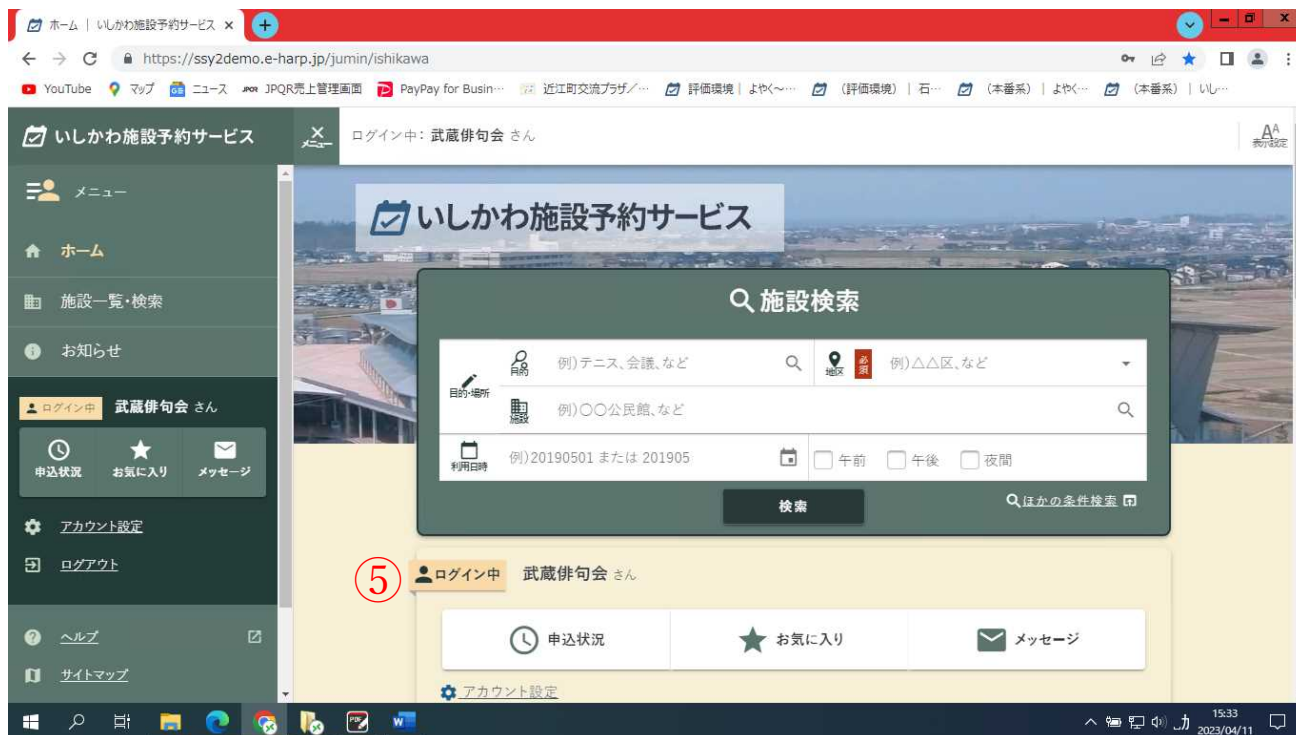 ホーム | いしかわ施設予約サービス
https://ssy2demo.e-harp.jp/jumin/ishikawa
YouTube マップ ニュース JPQR売上管理画面 PayPay for Busin… 近江町交流プラザ/… 評価環境 | よやく〜… (評価環境) | 石… (本番系) | よやく… (本番系) | いし…
いしかわ施設予約サービス メニュー ログイン中: 武蔵俳句会 さん AA 表示設定
メニュー
ホーム
施設一覧・検索
お知らせ
ログイン中 武蔵俳句会 さん
申込状況 お気に入り メッセージ
アカウント設定
ログアウト
ヘルプ
サイトマップ
いしかわ施設予約サービス
施設検索
目的・場所
目的 例)テニス、会議、など
地区 必須 例)△△区、など
施設 例)〇〇公民館、など
利用日時 例)20190501 または 201905 午前 午後 夜間
検索 ほかの条件検索
⑤ ログイン中 武蔵俳句会 さん
申込状況 お気に入り メッセージ
アカウント設定
PDF W カ 15:33
2023/04/11